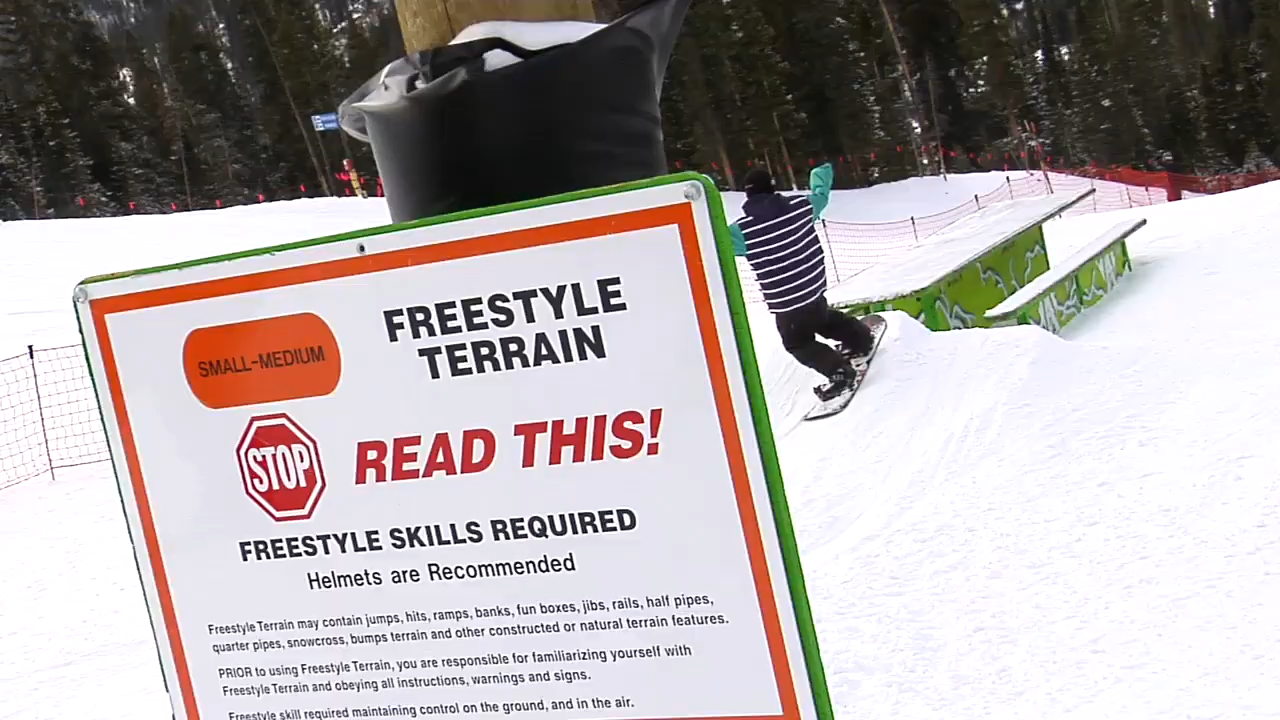 SMALL-MEDIUM
FREESTYLE
TERRAIN
STOP
READ THIS!
FREESTYLE SKILLS REQUIRED
Helmets are Recommended
Freestyle Terrain may contain jumps, hits, ramps, banks, fun boxes, jibs, rails, half pipes,
quarter pipes, snowcross, bumps terrain and other constructed or natural terrain features.
PRIOR to using Freestyle Terrain, you are responsible for familiarizing yourself with
Freestyle Terrain and obeying all instructions, warnings and signs.
Freestyle skill required maintaining control on the ground, and in the air.